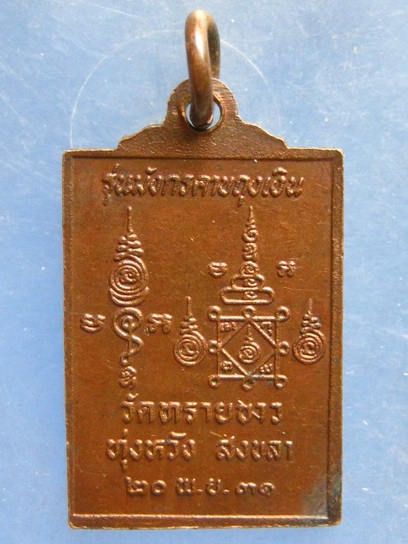 รุ่นมังกรคาบถุงเงิน
วัดทรายขาว
ทุ่งหวัง สงขลา
๒๐ พ.ย.๓๑